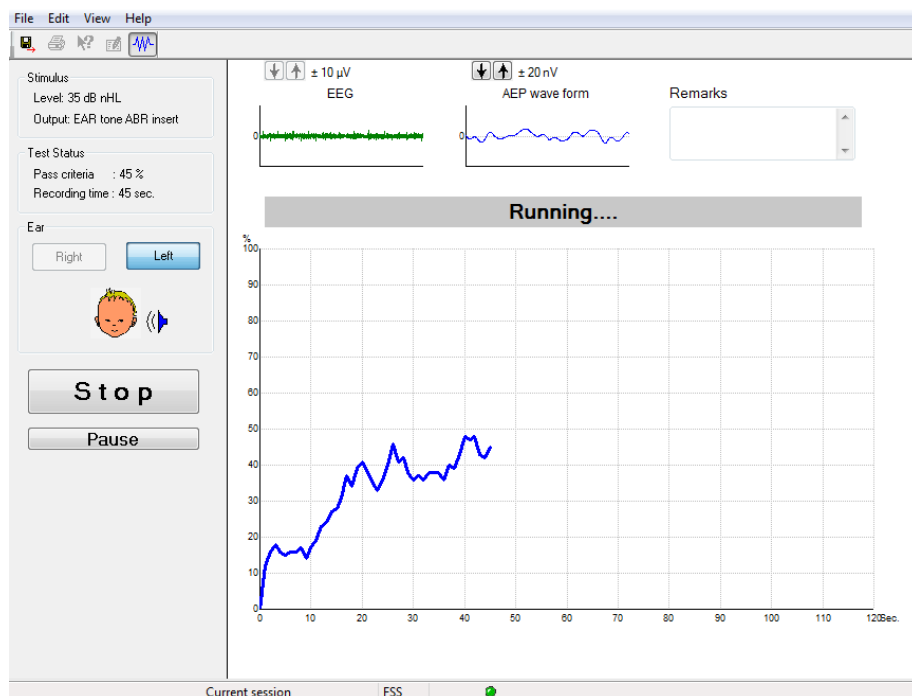 File Edit View Help
Stimulus
Level: 35 dB nHL
Output: EAR tone ABR insert
Test Status
Pass criteria : 45 %
Recording time : 45 sec.
Ear
Right Left
Stop
Pause
± 10 µV
EEG
0
± 20 nV
AEP wave form
0
Remarks
Running....
%
100
90
80
70
60
50
40
30
20
10
0
0 10 20 30 40 50 60 70 80 90 100 110 120 Sec.
Current session ESS